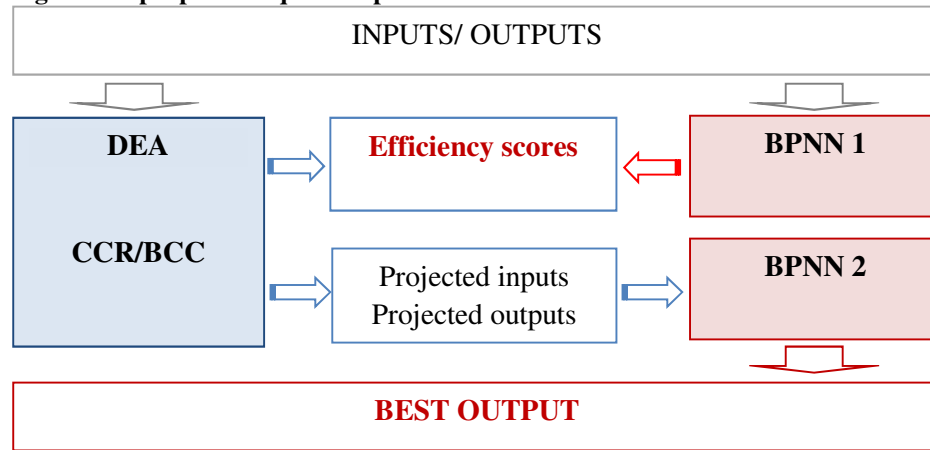 INPUTS/ OUTPUTS
DEA
Efficiency scores
BPNN 1
CCR/BCC
Projected inputs
Projected outputs
BPNN 2
BEST OUTPUT